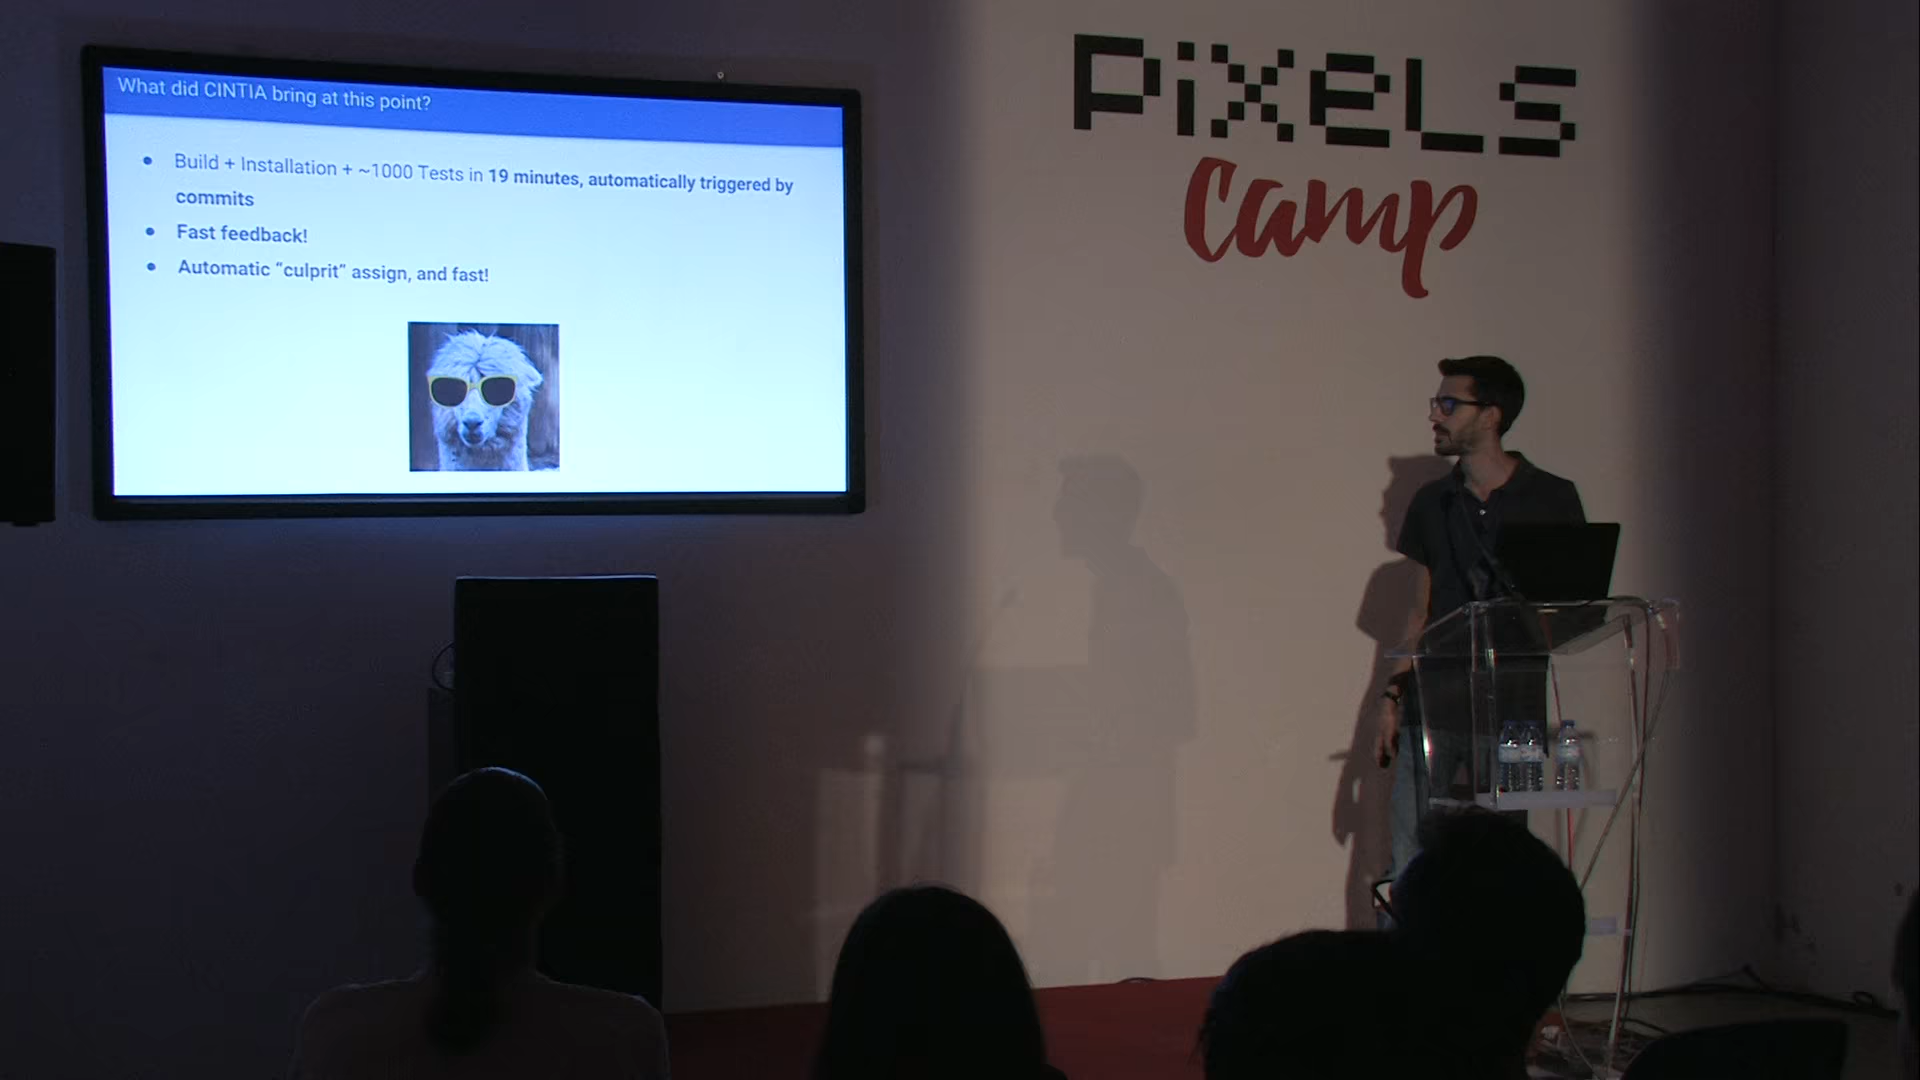 What did CINTIA bring at this point?
● Build + Installation + ~1000 Tests in 19 minutes, automatically triggered by
commits
● Fast feedback!
● Automatic “culprit” assign, and fast!
pixels
camp